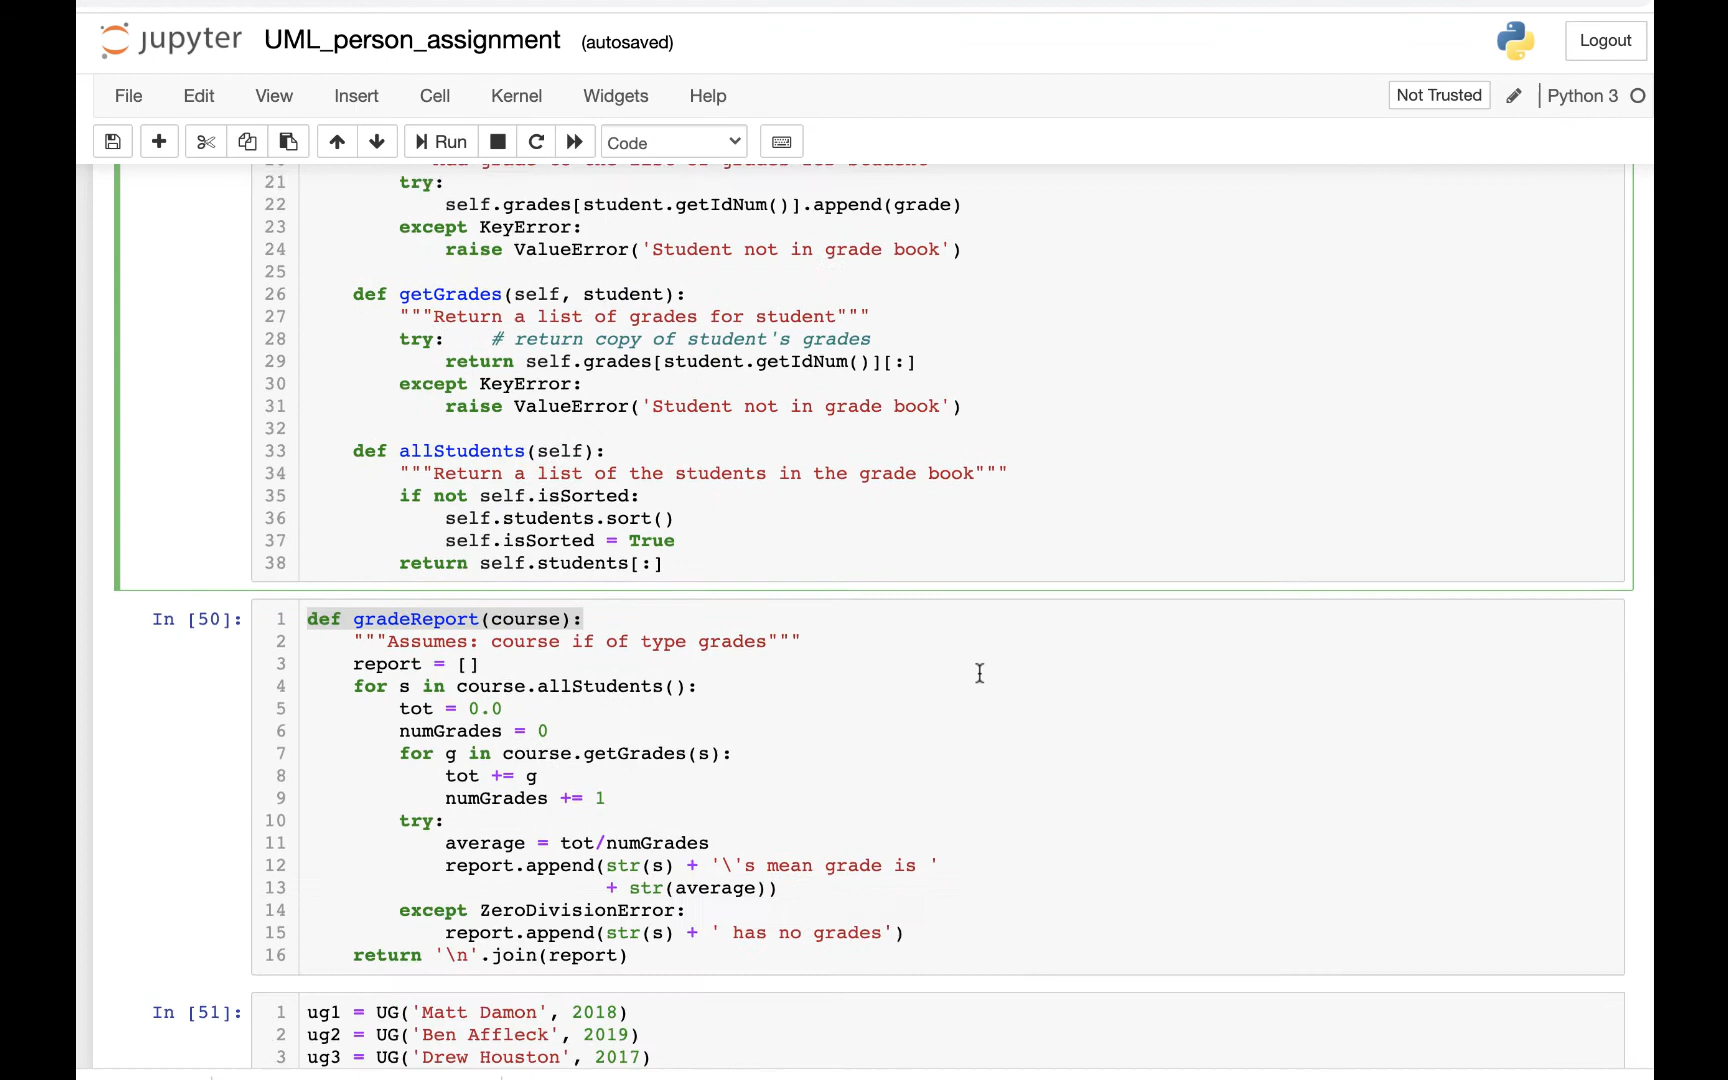 jupyter UML_person_assignment (autosaved)
Logout
File Edit View Insert Cell Kernel Widgets Help
Not Trusted Python 3
Run Code
21 try:
22 self.grades[student.getIdNum()].append(grade)
23 except KeyError:
24 raise ValueError('Student not in grade book')
25
26 def getGrades(self, student):
27 """Return a list of grades for student"""
28 try: # return copy of student's grades
29 return self.grades[student.getIdNum()][:]
30 except KeyError:
31 raise ValueError('Student not in grade book')
32
33 def allStudents(self):
34 """Return a list of the students in the grade book"""
35 if not self.isSorted:
36 self.students.sort()
37 self.isSorted = True
38 return self.students[:]
In [50]: 1 def gradeReport(course):
2 """Assumes: course if of type grades"""
3 report = []
4 for s in course.allStudents():
5 tot = 0.0
6 numGrades = 0
7 for g in course.getGrades(s):
8 tot += g
9 numGrades += 1
10 try:
11 average = tot/numGrades
12 report.append(str(s) + '\'s mean grade is '
13 + str(average))
14 except ZeroDivisionError:
15 report.append(str(s) + ' has no grades')
16 return '\n'.join(report)
In [51]: 1 ug1 = UG('Matt Damon', 2018)
2 ug2 = UG('Ben Affleck', 2019)
3 ug3 = UG('Drew Houston', 2017)